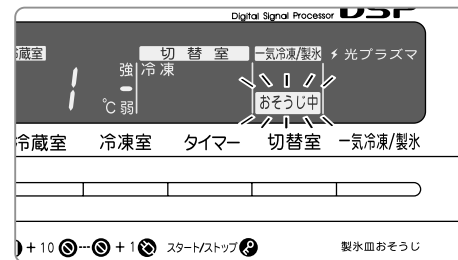 Digital Signal Processor DSP
蔵室 切替室 一気冷凍/製氷 光プラズマ
強 冷凍
1
℃ 弱 おそうじ中
冷蔵室 冷凍室 タイマー 切替室 一気冷凍/製氷
+ 10 --- + 1 スタート/ストップ 製氷皿おそうじ